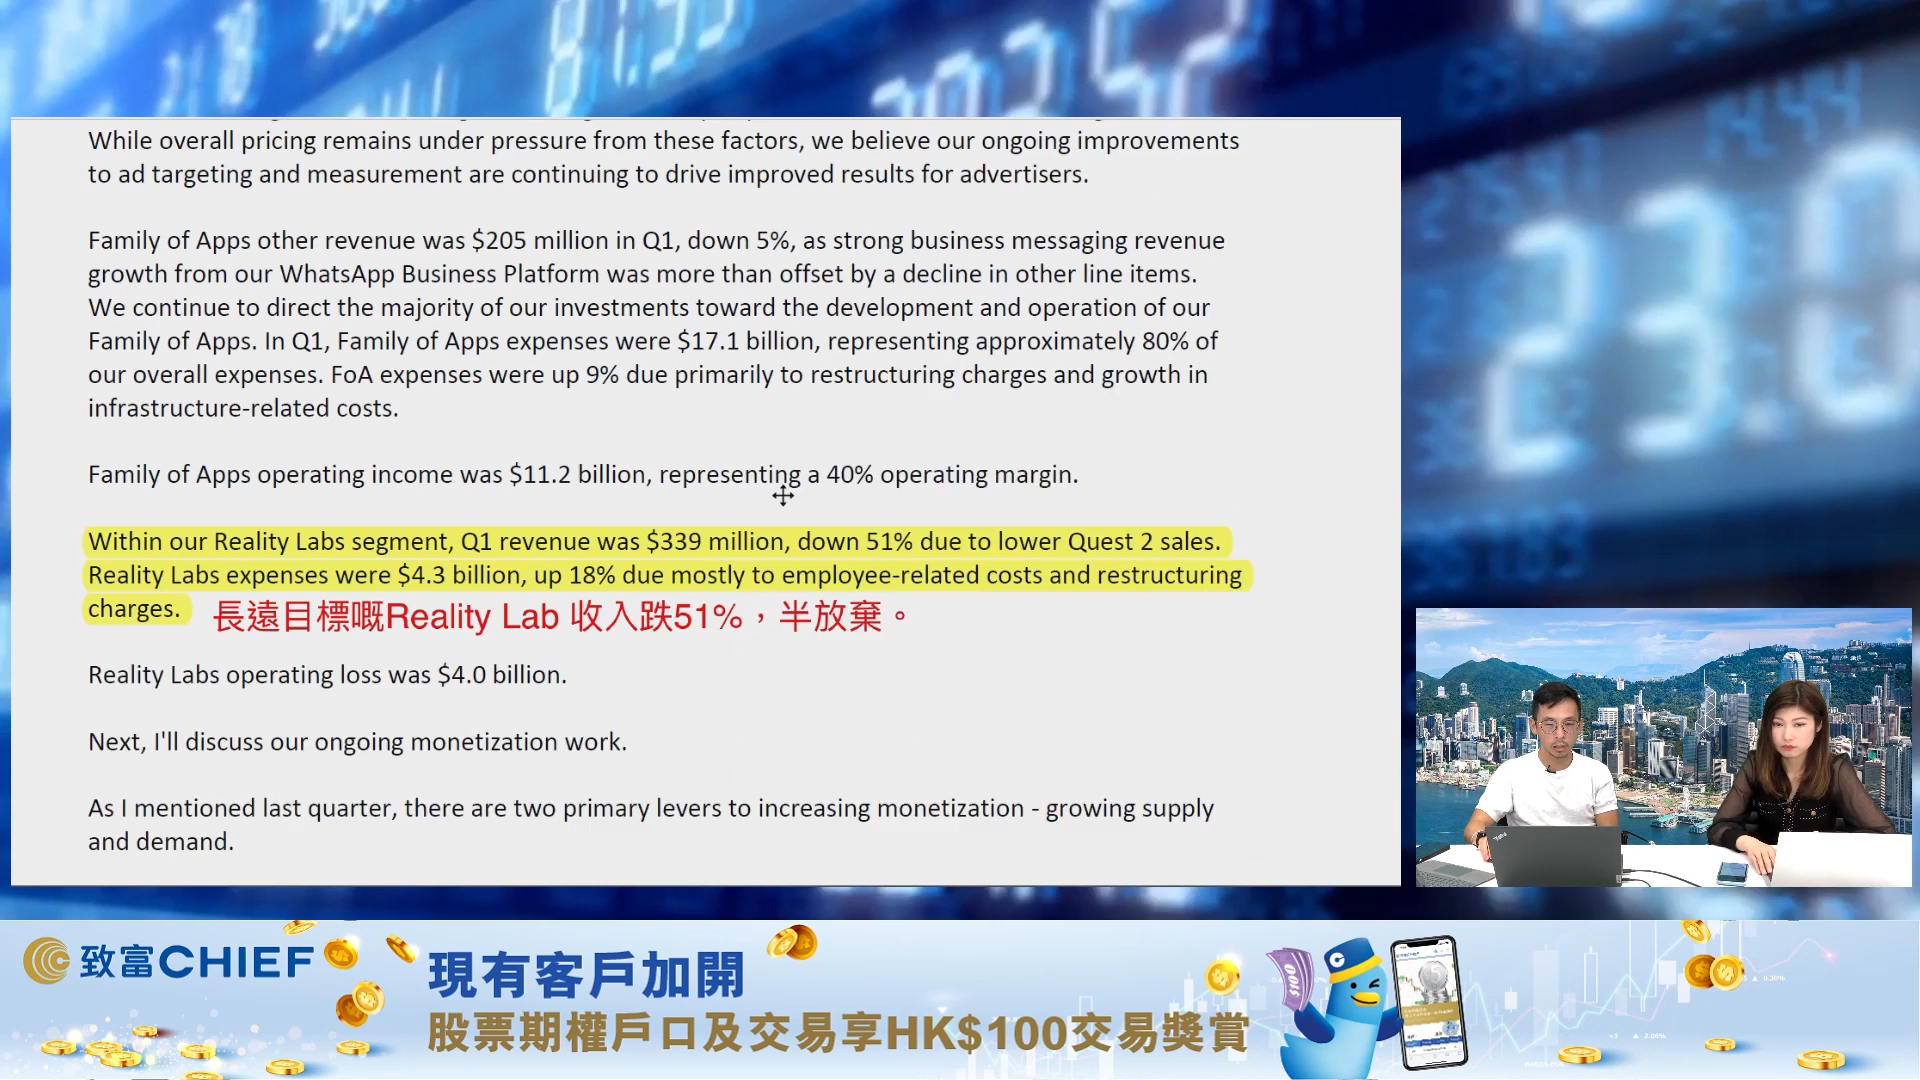 While overall pricing remains under pressure from these factors, we believe our ongoing improvements
to ad targeting and measurement are continuing to drive improved results for advertisers.
Family of Apps other revenue was $205 million in Q1, down 5%, as strong business messaging revenue
growth from our WhatsApp Business Platform was more than offset by a decline in other line items.
We continue to direct the majority of our investments toward the development and operation of our
Family of Apps. In Q1, Family of Apps expenses were $17.1 billion, representing approximately 80% of
our overall expenses. FoA expenses were up 9% due primarily to restructuring charges and growth in
infrastructure-related costs.
Family of Apps operating income was $11.2 billion, representing a 40% operating margin.
Within our Reality Labs segment, Q1 revenue was $339 million, down 51% due to lower Quest 2 sales.
Reality Labs expenses were $4.3 billion, up 18% due mostly to employee-related costs and restructuring
charges.
長遠目標嘅Reality Lab 收入跌51%，半放棄。
Reality Labs operating loss was $4.0 billion.
Next, I'll discuss our ongoing monetization work.
As I mentioned last quarter, there are two primary levers to increasing monetization - growing supply
and demand.
致富CHIEF
現有客戶加開
股票期權戶口及交易享HK$100交易獎賞
$100